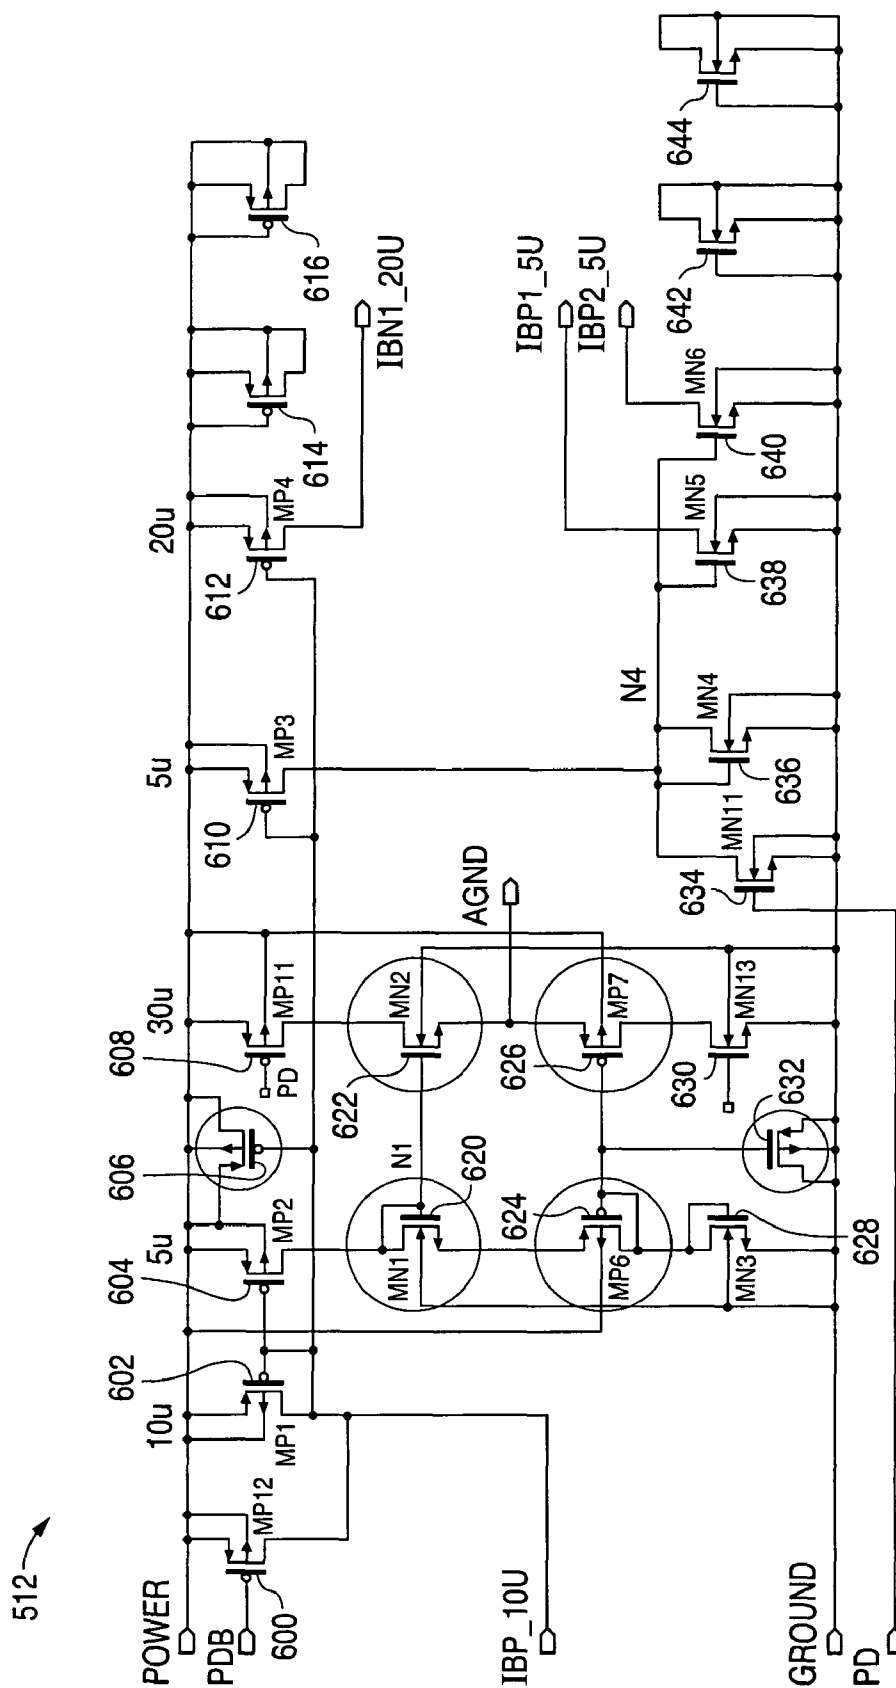 512
POWER
PDB
600
MP12
10u
602
MP1
604
5u
MP2
606
608
30u
MP11
PD
610
5u
MP3
612
20u
MP4
614
616
IBN1_20U
IBP_10U
N1
MN1
620
622
MN2
AGND
MP6
624
626
MP7
MN3
628
630
MN13
632
634
MN11
N4
MN4
636
MN5
638
MN6
640
IBP1_5U
IBP2_5U
642
644
GROUND
PD